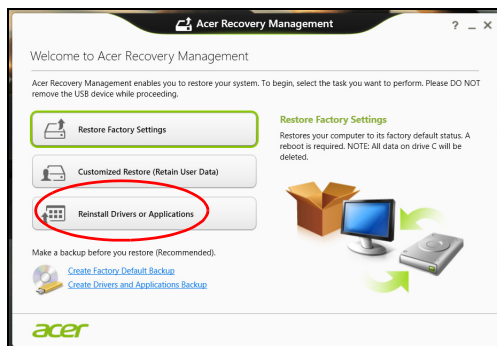 Acer Recovery Management
Welcome to Acer Recovery Management
Acer Recovery Management enables you to restore your system. To begin, select the task you want to perform. Please DO NOT
remove the USB device while proceeding.
Restore Factory Settings
Customized Restore (Retain User Data)
Reinstall Drivers or Applications
Make a backup before you restore (Recommended).
Create Factory Default Backup
Create Drivers and Applications Backup
Restore Factory Settings
Restores your computer to its factory default status. A
reboot is required. NOTE: All data on drive C will be
deleted.
acer